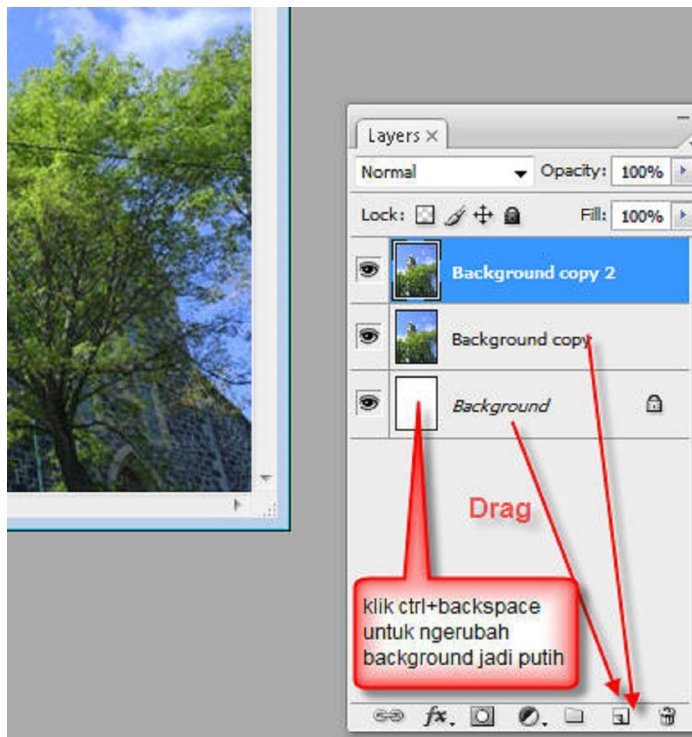 Layers
Normal Opacity: 100%
Lock: Fill: 100%
Background copy 2
Background copy
Background
Drag
klik ctrl+backspace
untuk ngerubah
background jadi putih
fx.